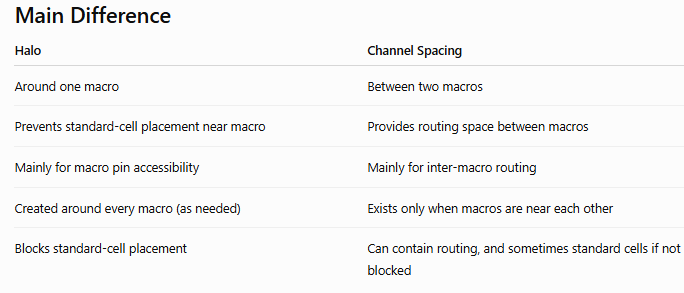 Main Difference
Halo Channel Spacing
Around one macro Between two macros
Prevents standard-cell placement near macro Provides routing space between macros
Mainly for macro pin accessibility Mainly for inter-macro routing
Created around every macro (as needed) Exists only when macros are near each other
Blocks standard-cell placement Can contain routing, and sometimes standard cells if not
blocked